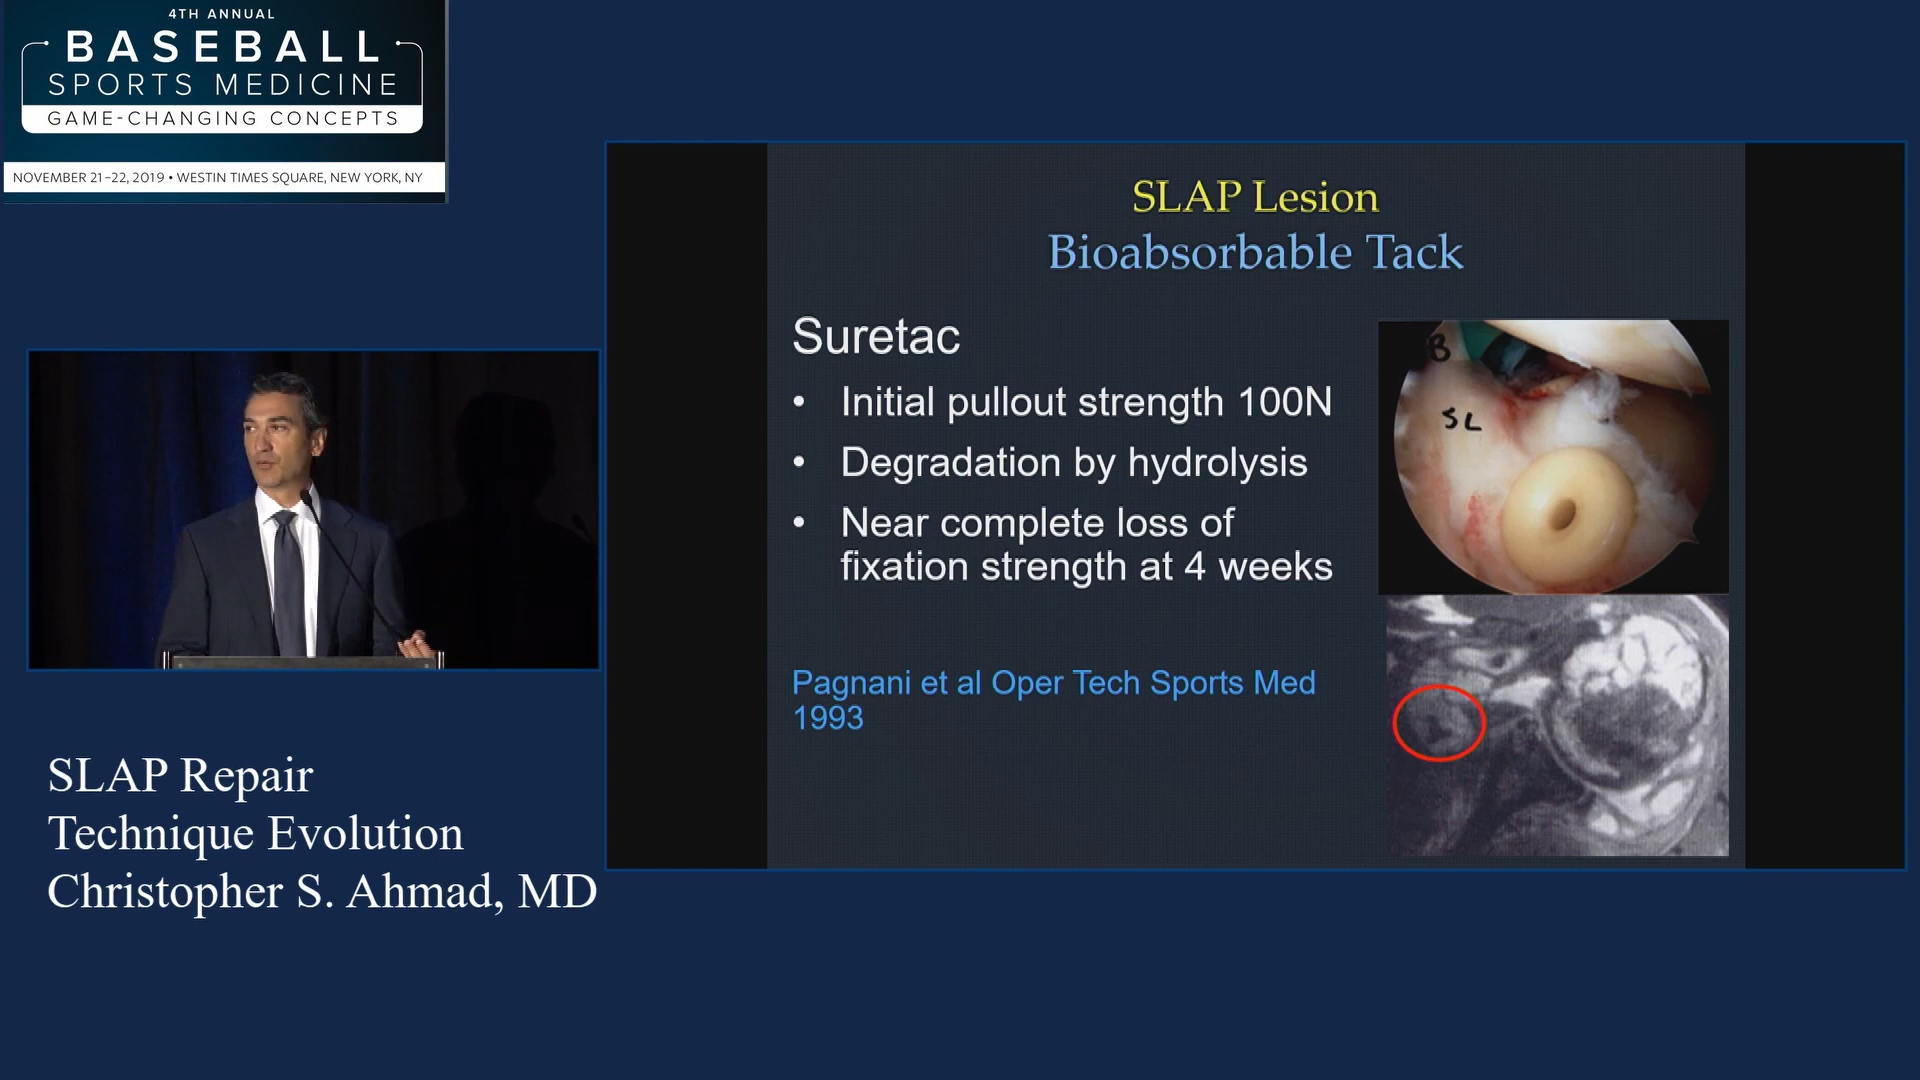 4TH ANNUAL
BASEBALL
SPORTS MEDICINE
GAME-CHANGING CONCEPTS
NOVEMBER 21-22, 2019 • WESTIN TIMES SQUARE, NEW YORK, NY
SLAP Lesion
Bioabsorbable Tack
Suretac
• Initial pullout strength 100N
• Degradation by hydrolysis
• Near complete loss of
fixation strength at 4 weeks
Pagnani et al Oper Tech Sports Med
1993
B
SL
SLAP Repair
Technique Evolution
Christopher S. Ahmad, MD